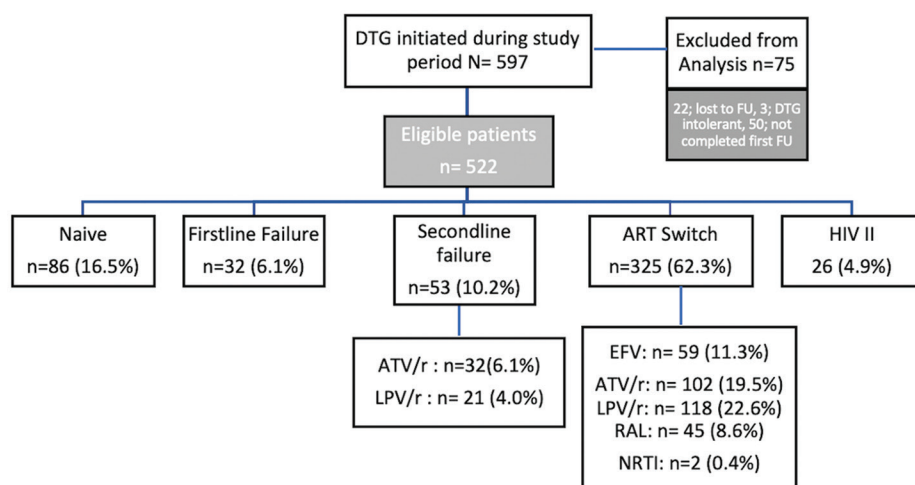 DTG initiated during study
period N= 597
Excluded from
Analysis n=75
22; lost to FU, 3; DTG
intolerant, 50; not
completed first FU
Eligible patients
n= 522
Naive
n=86 (16.5%)
Firstline Failure
n=32 (6.1%)
Secondline
failure
n=53 (10.2%)
ART Switch
n=325 (62.3%)
HIV II
26 (4.9%)
ATV/r : n=32(6.1%)
LPV/r : n= 21 (4.0%)
EFV: n= 59 (11.3%)
ATV/r: n= 102 (19.5%)
LPV/r: n= 118 (22.6%)
RAL: n= 45 (8.6%)
NRTI: n=2 (0.4%)